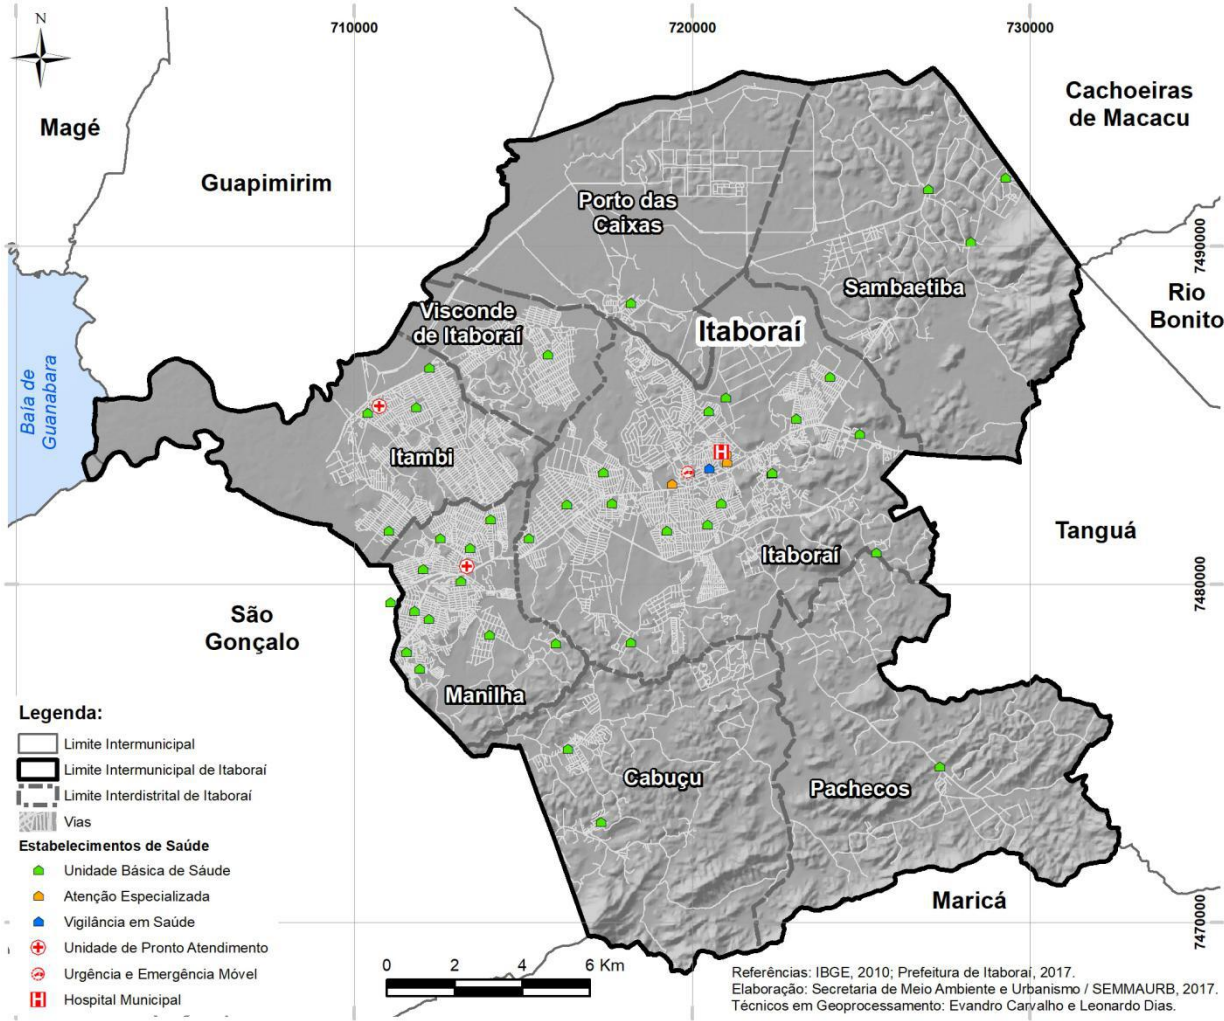 N
710000
720000
730000
Cachoeiras
de Macacu
Magé
Guapimirim
Porto das
Caixas
7490000
Sambaetiba
Rio
Bonito
Visconde
de Itaboraí
Itaboraí
Baía de
Guanabara
Itambi
Tanguá
Itaboraí
7480000
São
Gonçalo
Manilha
Cabuçu
Pachecos
Maricá
7470000
Legenda:
Limite Intermunicipal
Limite Intermunicipal de Itaboraí
Limite Interdistrital de Itaboraí
Vias
Estabelecimentos de Saúde
Unidade Básica de Sáude
Atenção Especializada
Vigilância em Saúde
Unidade de Pronto Atendimento
Urgência e Emergência Móvel
H Hospital Municipal
H
0 2 4 6 Km
Referências: IBGE, 2010; Prefeitura de Itaboraí, 2017.
Elaboração: Secretaria de Meio Ambiente e Urbanismo / SEMMAURB, 2017.
Técnicos em Geoprocessamento: Evandro Carvalho e Leonardo Dias.